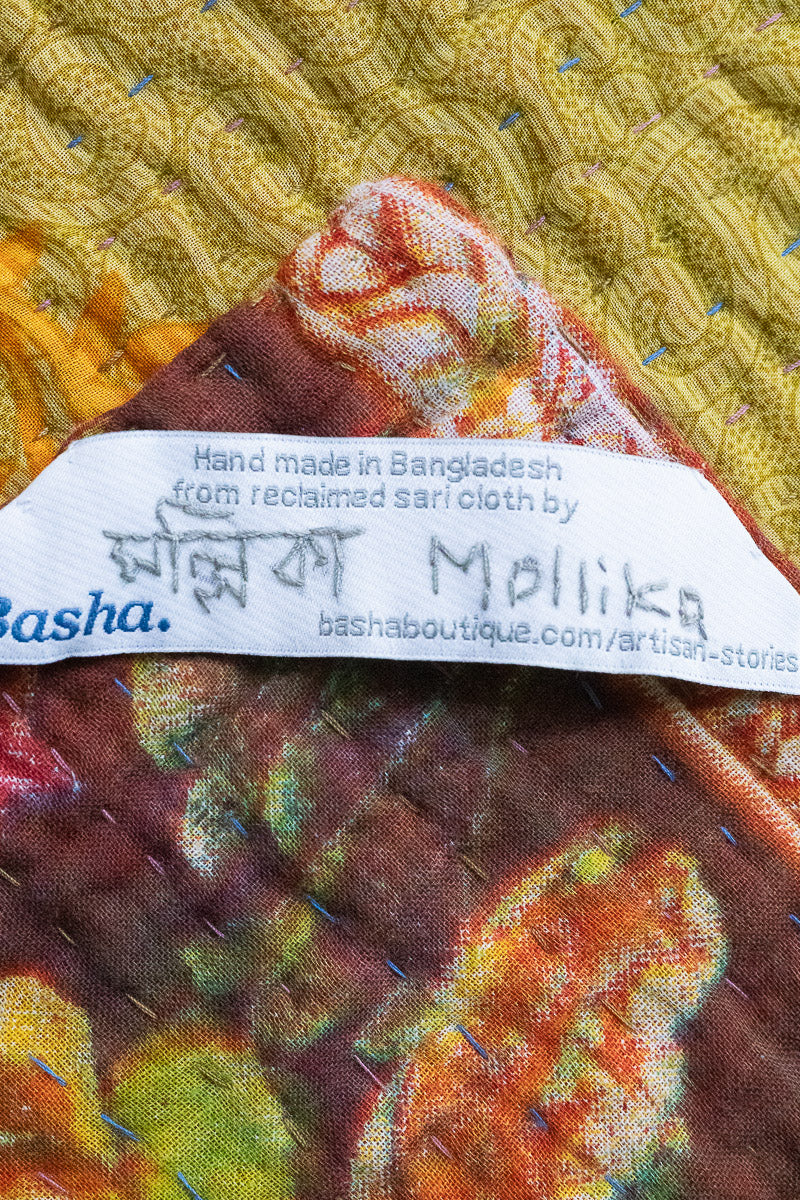 Hand made in Bangladesh
from reclaimed sari cloth by
মল্লিকা Mollika
Basha.
bashaboutique.com/artisan-stories